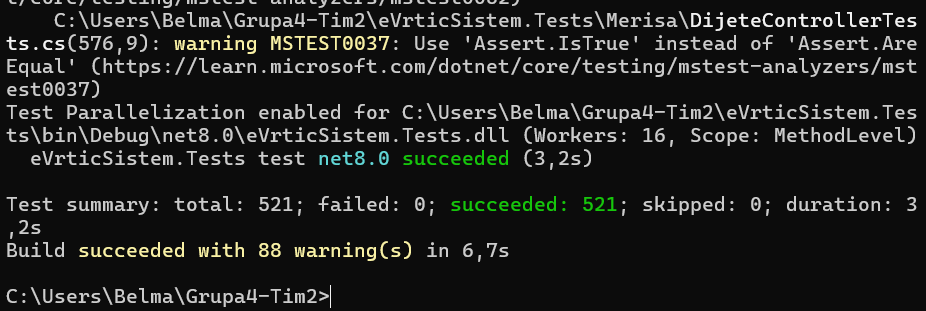 t/core/testing/mstest-analyzers/mstest0002)
    C:\Users\Belma\Grupa4-Tim2\eVrticSistem.Tests\Merisa\DijeteControllerTes
ts.cs(576,9): warning MSTEST0037: Use 'Assert.IsTrue' instead of 'Assert.Are
Equal' (https://learn.microsoft.com/dotnet/core/testing/mstest-analyzers/mst
est0037)
Test Parallelization enabled for C:\Users\Belma\Grupa4-Tim2\eVrticSistem.Tes
ts\bin\Debug\net8.0\eVrticSistem.Tests.dll (Workers: 16, Scope: MethodLevel)
  eVrticSistem.Tests test net8.0 succeeded (3,2s)

Test summary: total: 521; failed: 0; succeeded: 521; skipped: 0; duration: 3
,2s
Build succeeded with 88 warning(s) in 6,7s

C:\Users\Belma\Grupa4-Tim2>